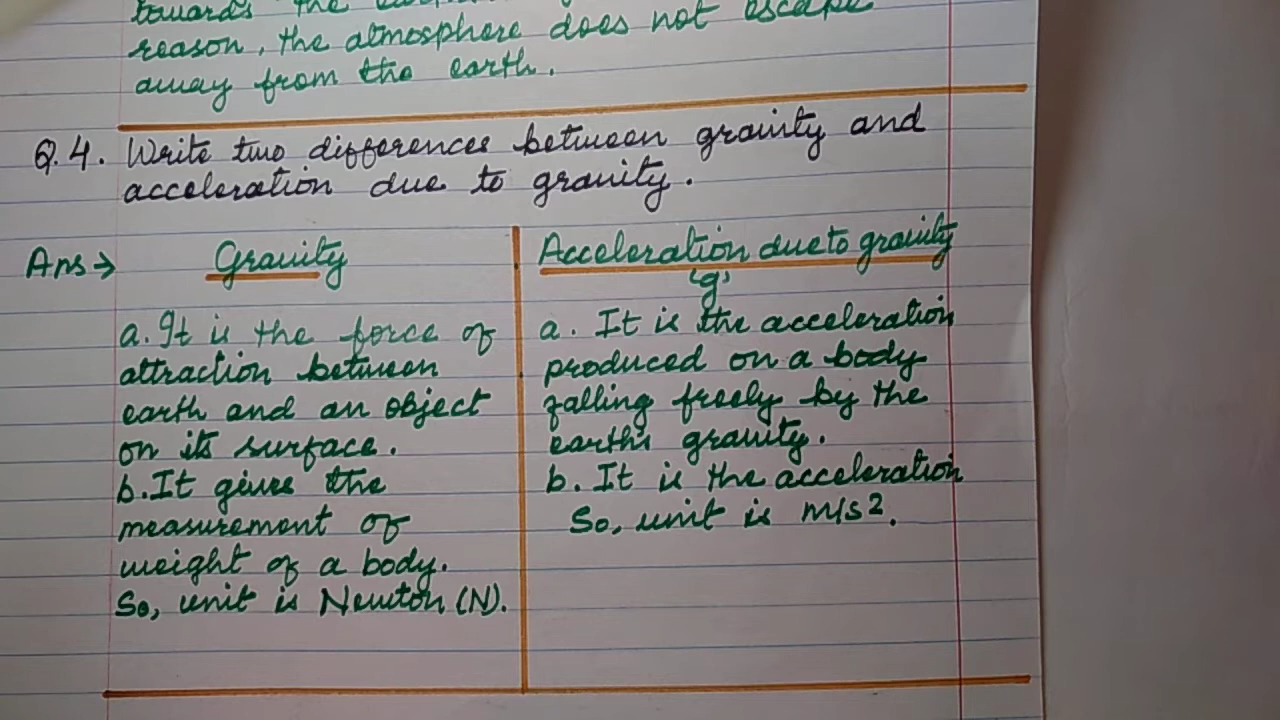 towards the
reason, the atmosphere does not escape
away from the earth.
Q.4. Write two differences between gravity and
acceleration due to gravity.
Ans → Gravity
a. It is the force of
attraction between
earth and an object
on its surface.
b. It gives the
measurement of
weight of a body.
So, unit is Newton (N).
Acceleration due to gravity
'g'
a. It is the acceleration
produced on a body
falling freely by the
earth's gravity.
b. It is the acceleration
So, unit is m/s2.